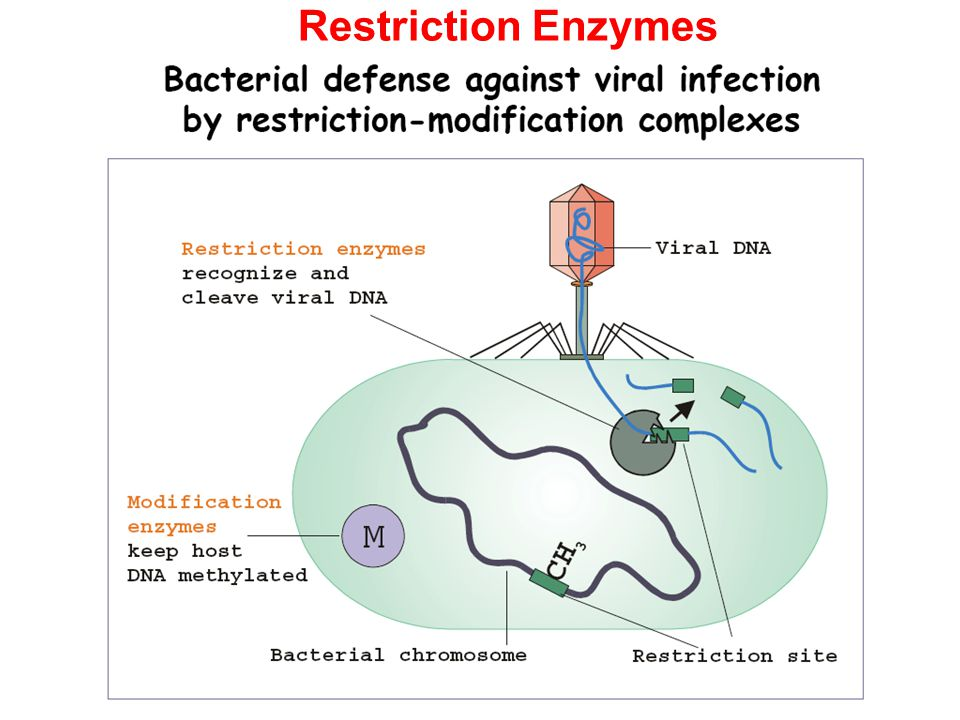 Restriction Enzymes
Bacterial defense against viral infection
by restriction-modification complexes
Restriction enzymes
recognize and
cleave viral DNA
Viral DNA
Modification
enzymes
keep host
DNA methylated
M
CH3
Bacterial chromosome
Restriction site